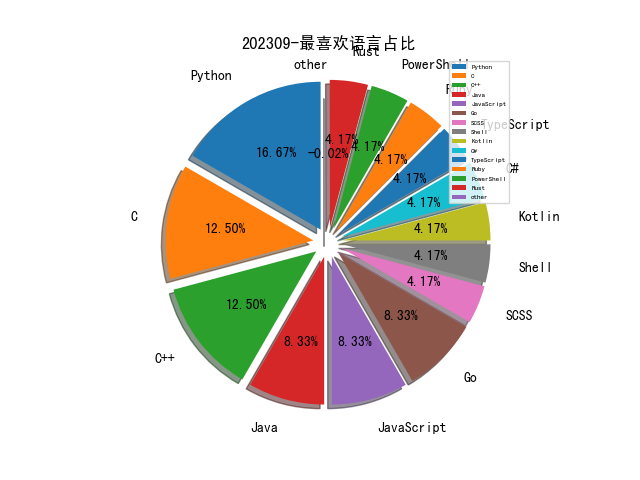 202309-最喜欢语言占比
Python
C
C++
Java
JavaScript
Go
SCSS
Shell
Kotlin
C#
TypeScript
Ruby
PowerShell
Rust
other
16.67%
12.50%
12.50%
8.33%
8.33%
8.33%
4.17%
4.17%
4.17%
4.17%
4.17%
4.17%
4.17%
4.17%
-0.02%
Python
C
C++
Java
JavaScript
Go
SCSS
Shell
Kotlin
C#
TypeScript
Ruby
PowerShell
Rust
other